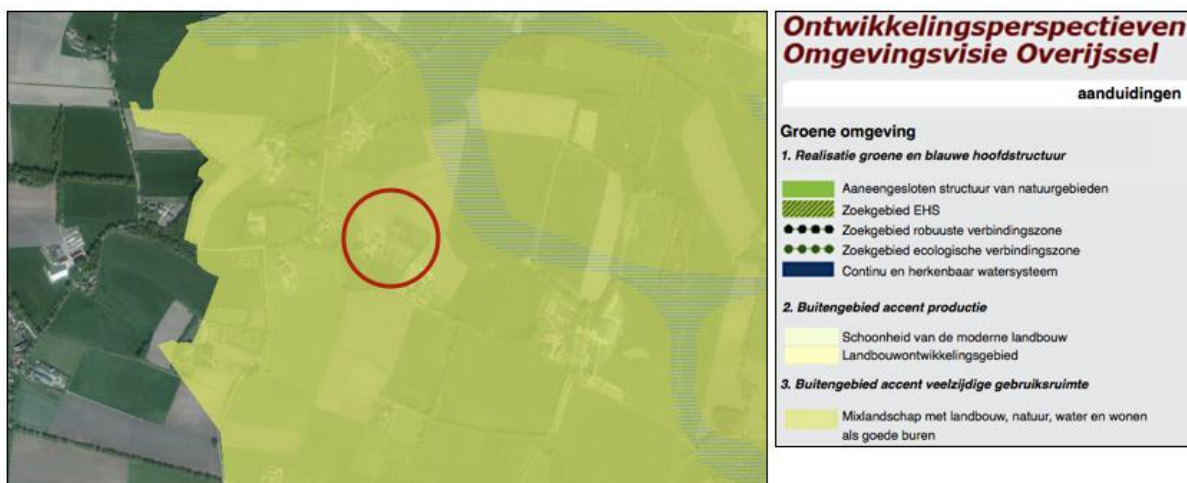 Ontwikkelingsperspectieven
Omgevingsvisie Overijssel
aanduidingen
Groene omgeving
1. Realisatie groene en blauwe hoofdstructuur
Aaneengesloten structuur van natuurgebieden
Zoekgebied EHS
Zoekgebied robuuste verbindingszone
Zoekgebied ecologische verbindingszone
Continu en herkenbaar watersysteem
2. Buitengebied accent productie
Schoonheid van de moderne landbouw
Landbouwontwikkelingsgebied
3. Buitengebied accent veelzijdige gebruiksruimte
Mixlandschap met landbouw, natuur, water en wonen
als goede buren